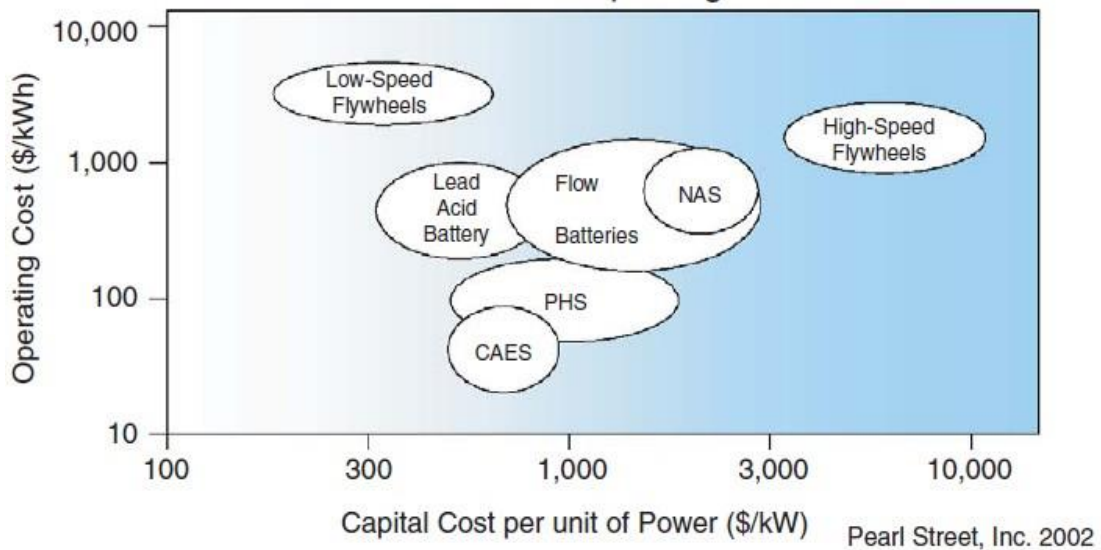 10,000
1,000
100
10
Operating Cost ($/kWh)
Low-Speed
Flywheels
High-Speed
Flywheels
Lead
Acid
Battery
Flow
Batteries
NAS
PHS
CAES
100
300
1,000
3,000
10,000
Capital Cost per unit of Power ($/kW)
Pearl Street, Inc. 2002